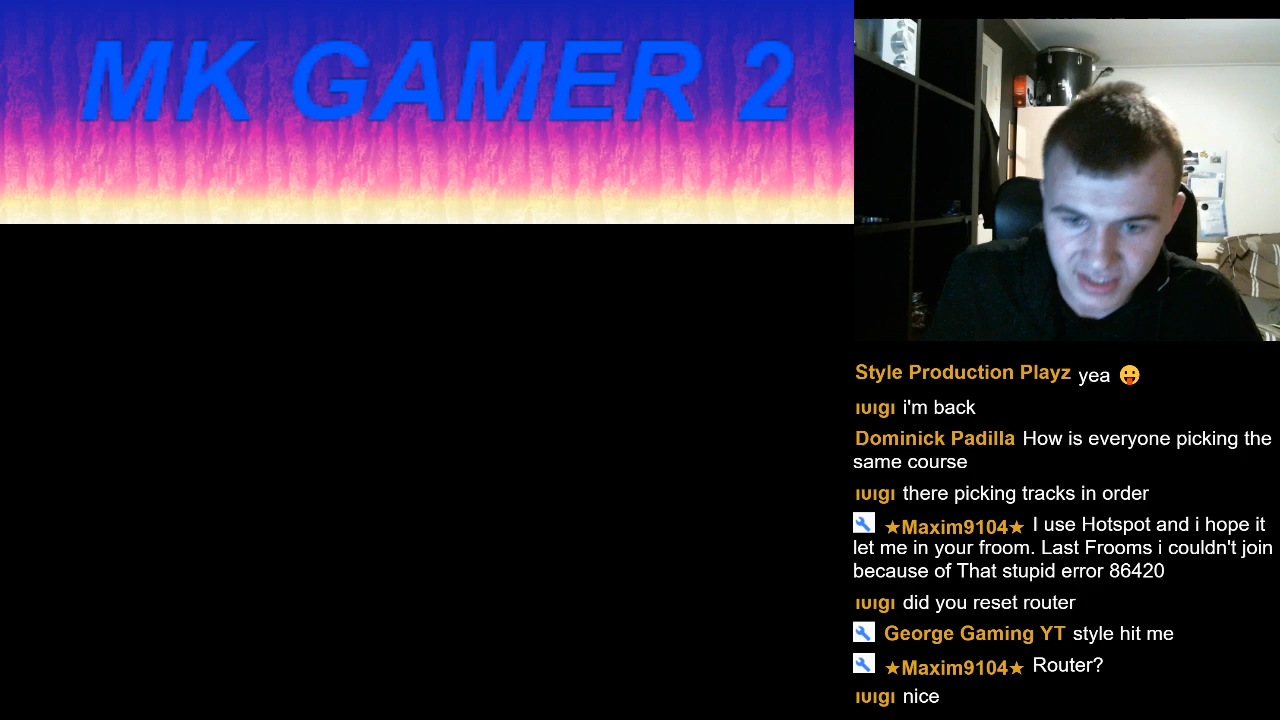 MK GAMER 2
Style Production Playz yea 😛
ıuıgı i'm back
Dominick Padilla How is everyone picking the
same course
ıuıgı there picking tracks in order
★Maxim9104★ I use Hotspot and i hope it
let me in your froom. Last Frooms i couldn't join
because of That stupid error 86420
ıuıgı did you reset router
George Gaming YT style hit me
★Maxim9104★ Router?
ıuıgı nice